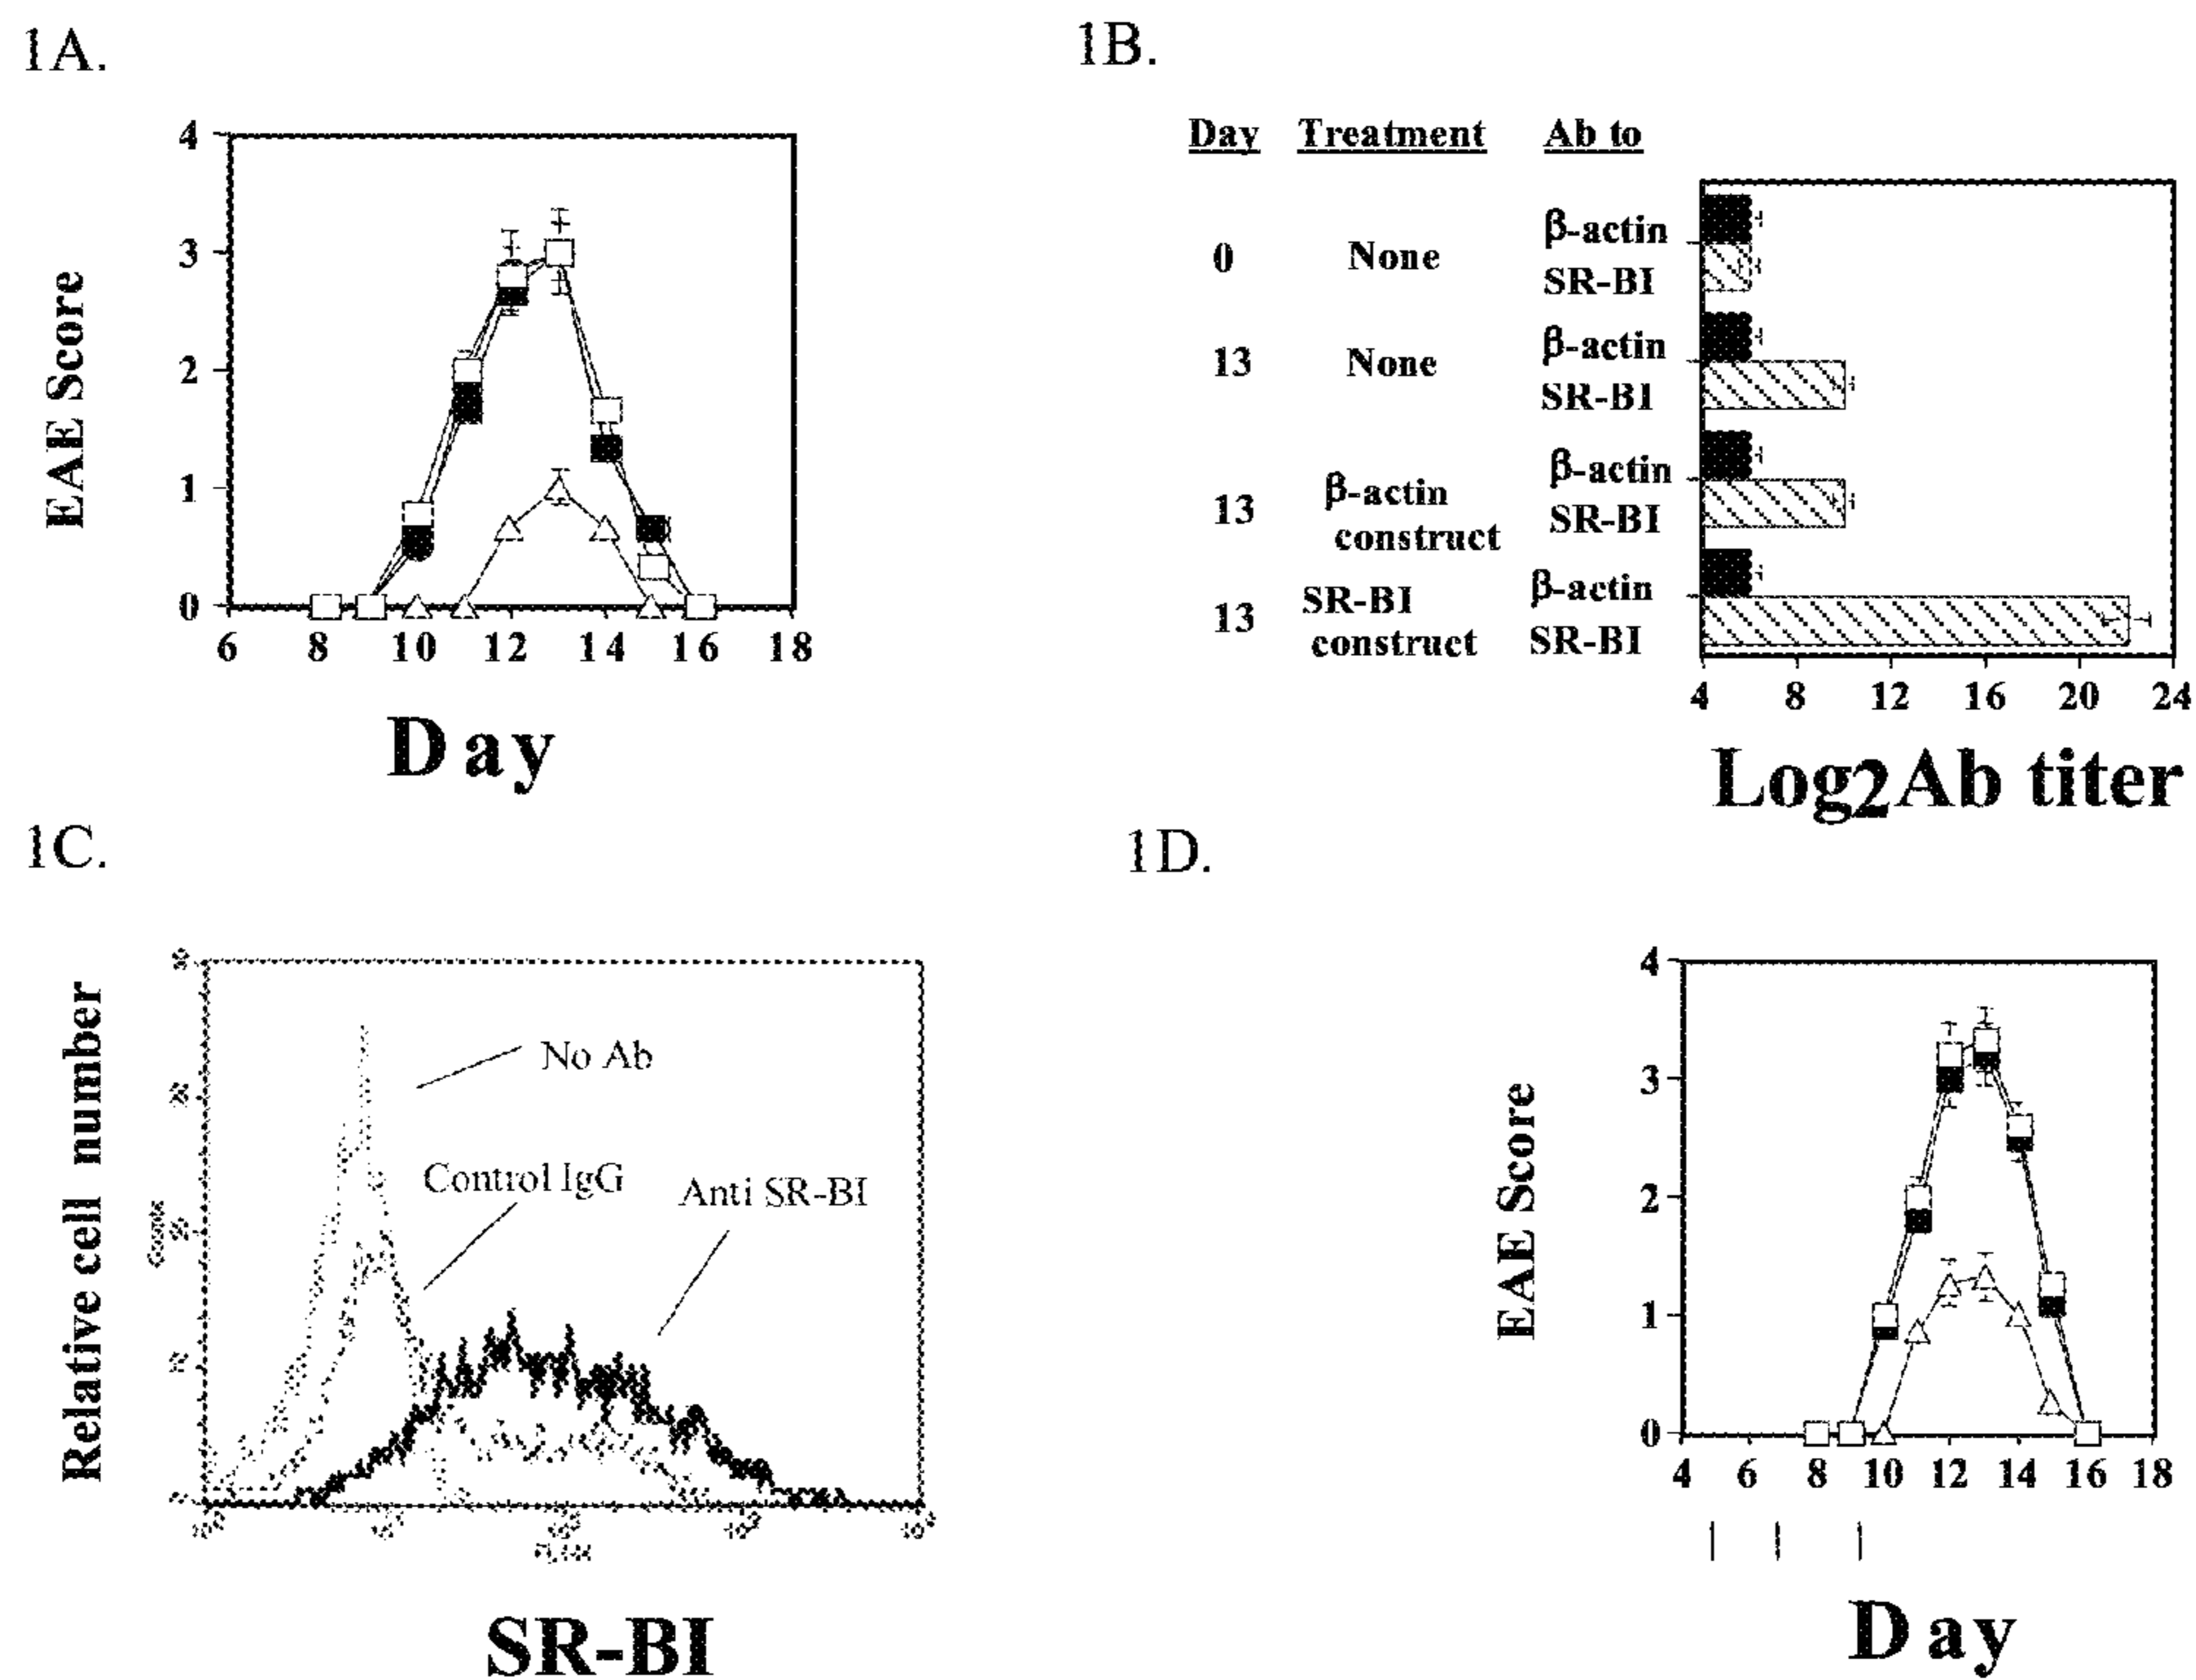 1A.
4
3
2
1
0
6 8 10 12 14 16 18
EAE Score
Day
1B.
Day Treatment Ab to
0 None β-actin
SR-BI
13 None β-actin
SR-BI
13 β-actin construct β-actin
SR-BI
13 SR-BI construct β-actin
SR-BI
4 8 12 16 20 24
Log2Ab titer
1C.
Relative cell number
No Ab
Control IgG
Anti SR-BI
SR-BI
1D.
4
3
2
1
0
4 6 8 10 12 14 16 18
EAE Score
Day